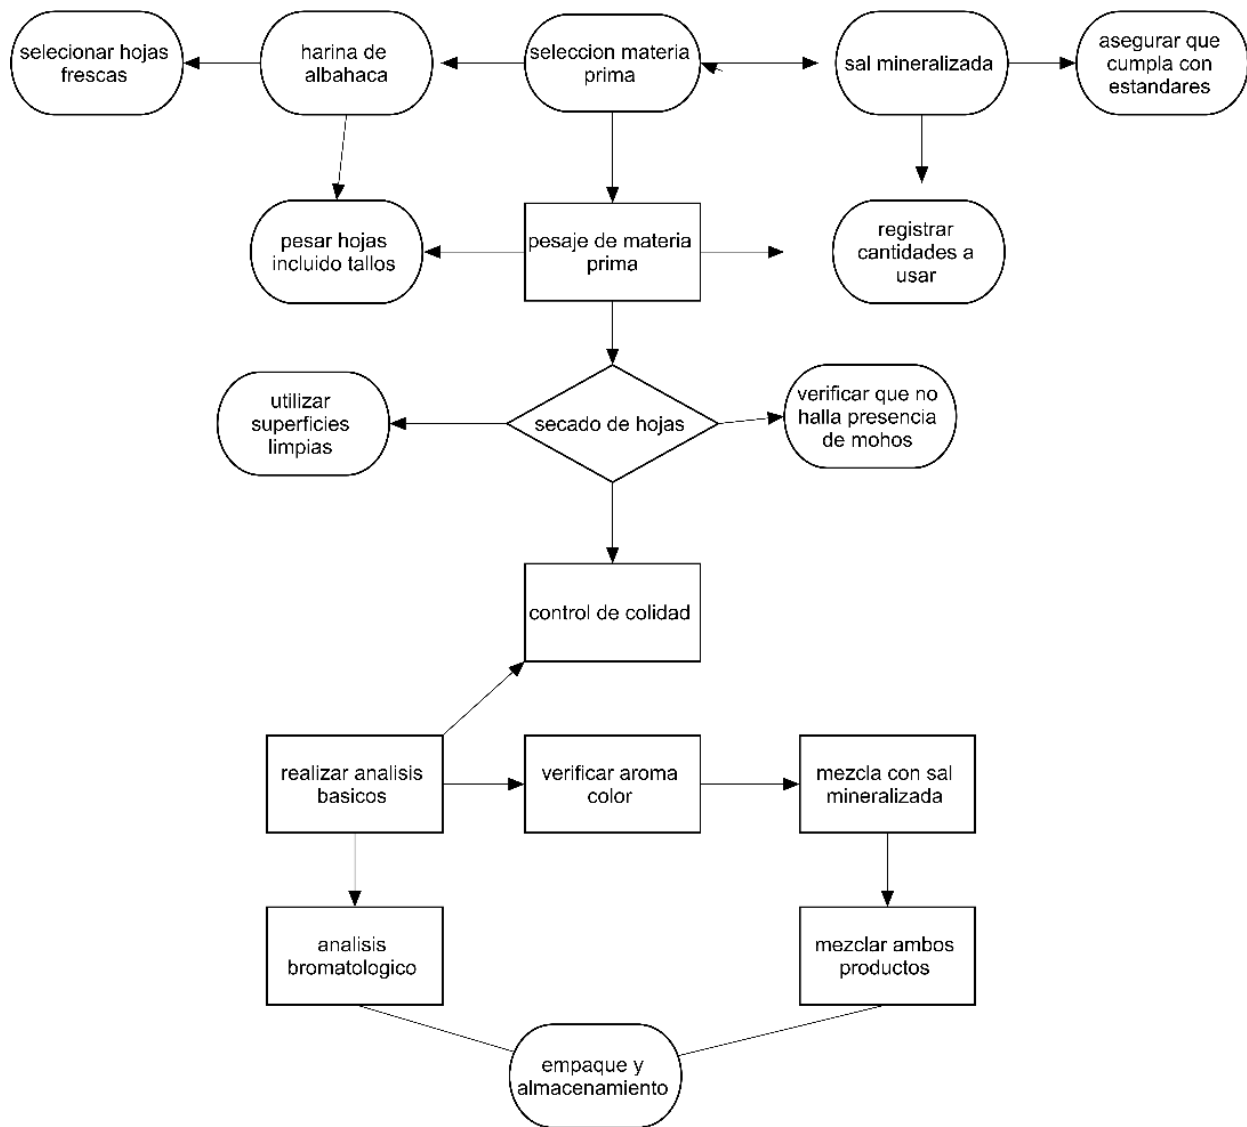 selecionar hojas
frescas
harina de
albahaca
seleccion materia
prima
sal mineralizada
asegurar que
cumpla con
estandares
pesar hojas
incluido tallos
pesaje de materia
prima
registrar
cantidades a
usar
utilizar
superficies
limpias
secado de hojas
verificar que no
halla presencia
de mohos
control de colidad
realizar analisis
basicos
verificar aroma
color
mezcla con sal
mineralizada
analisis
bromatologico
mezclar ambos
productos
empaque y
almacenamiento